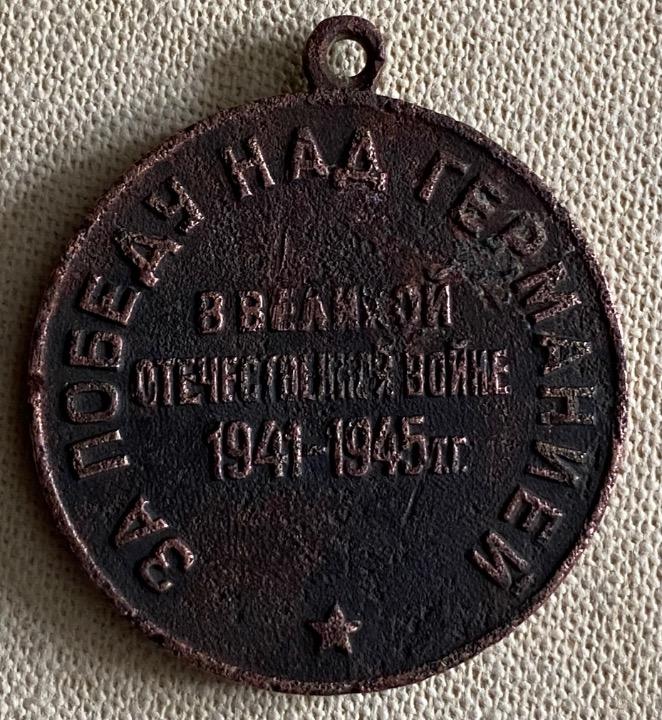 ЗА ПОБЕДУ НАД ГЕРМАНИЕЙ
В ВЕЛИКОЙ
ОТЕЧЕСТВЕННОЙ ВОЙНЕ
1941-1945 гг.